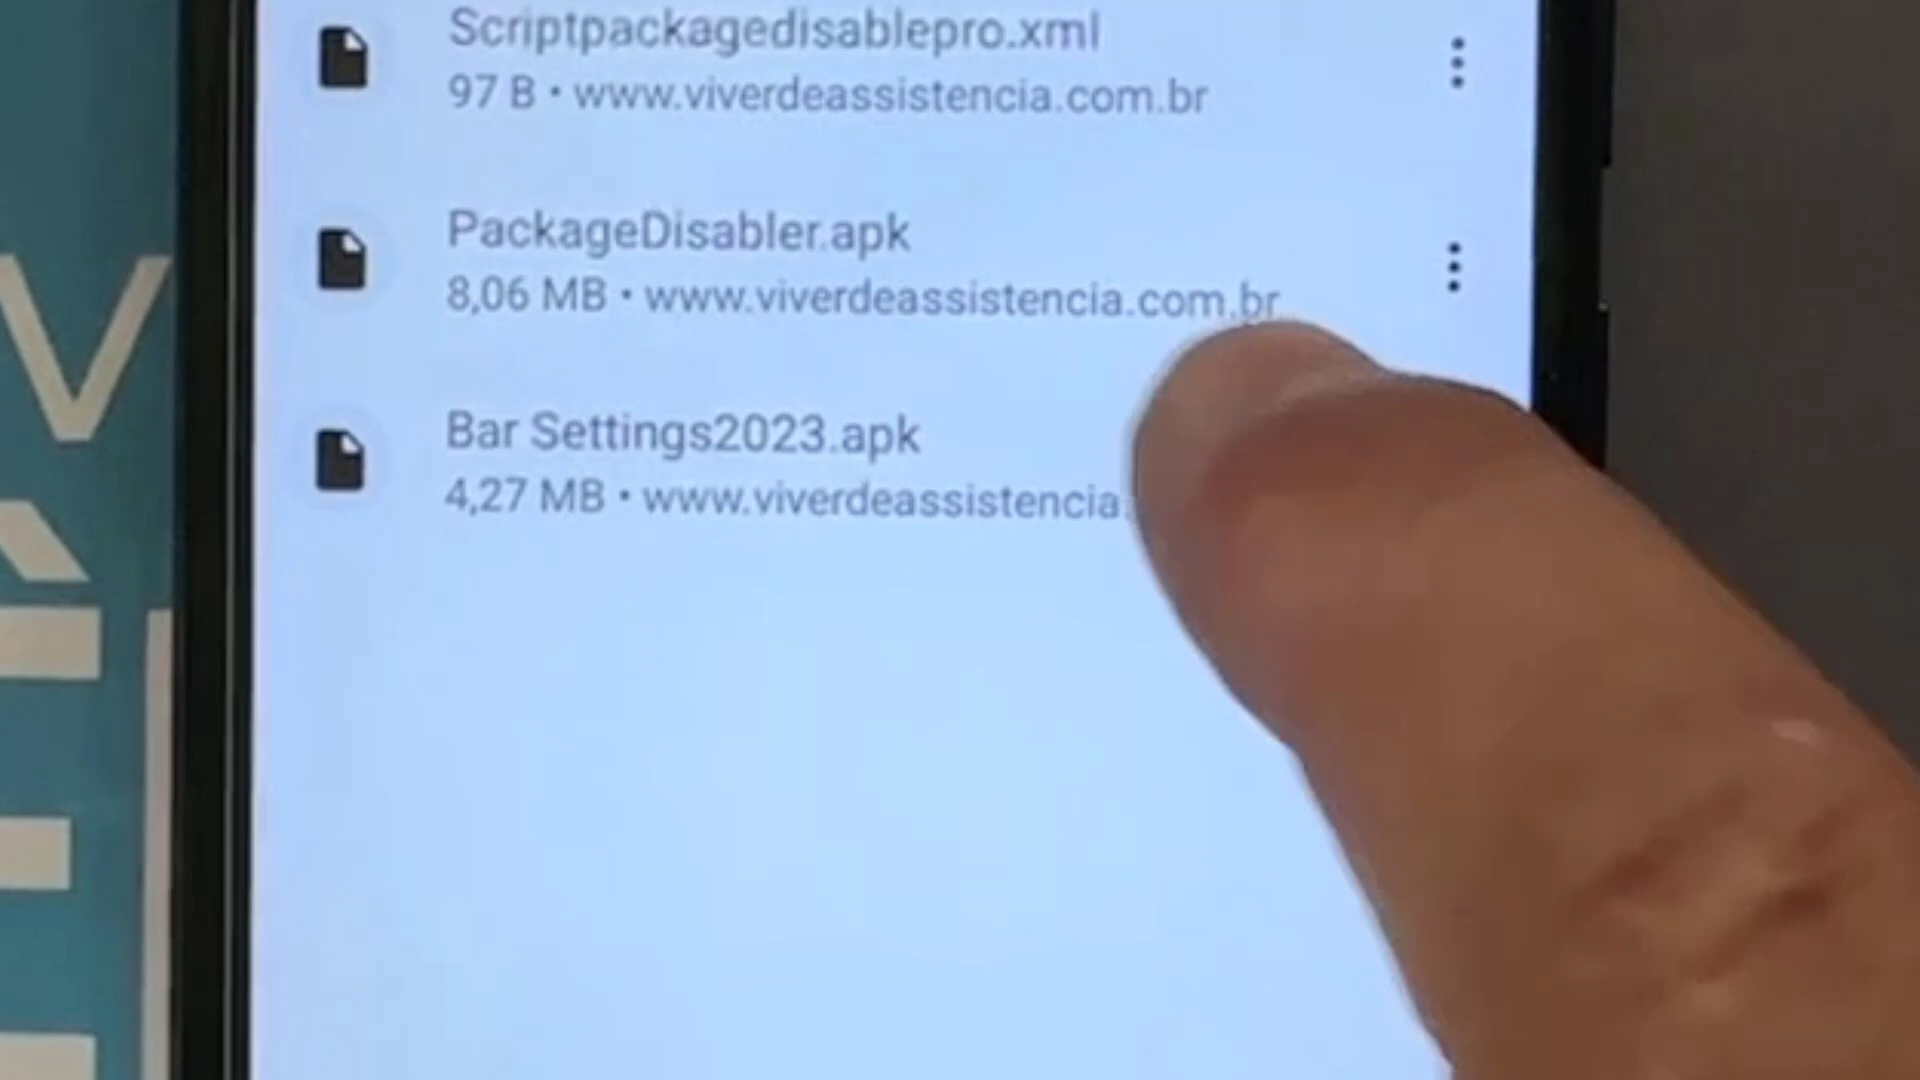 Scriptpackagedisablepro.xml
97 B • www.viverdeassistencia.com.br
PackageDisabler.apk
8,06 MB • www.viverdeassistencia.com.br
Bar Settings2023.apk
4,27 MB • www.viverdeassistencia
V